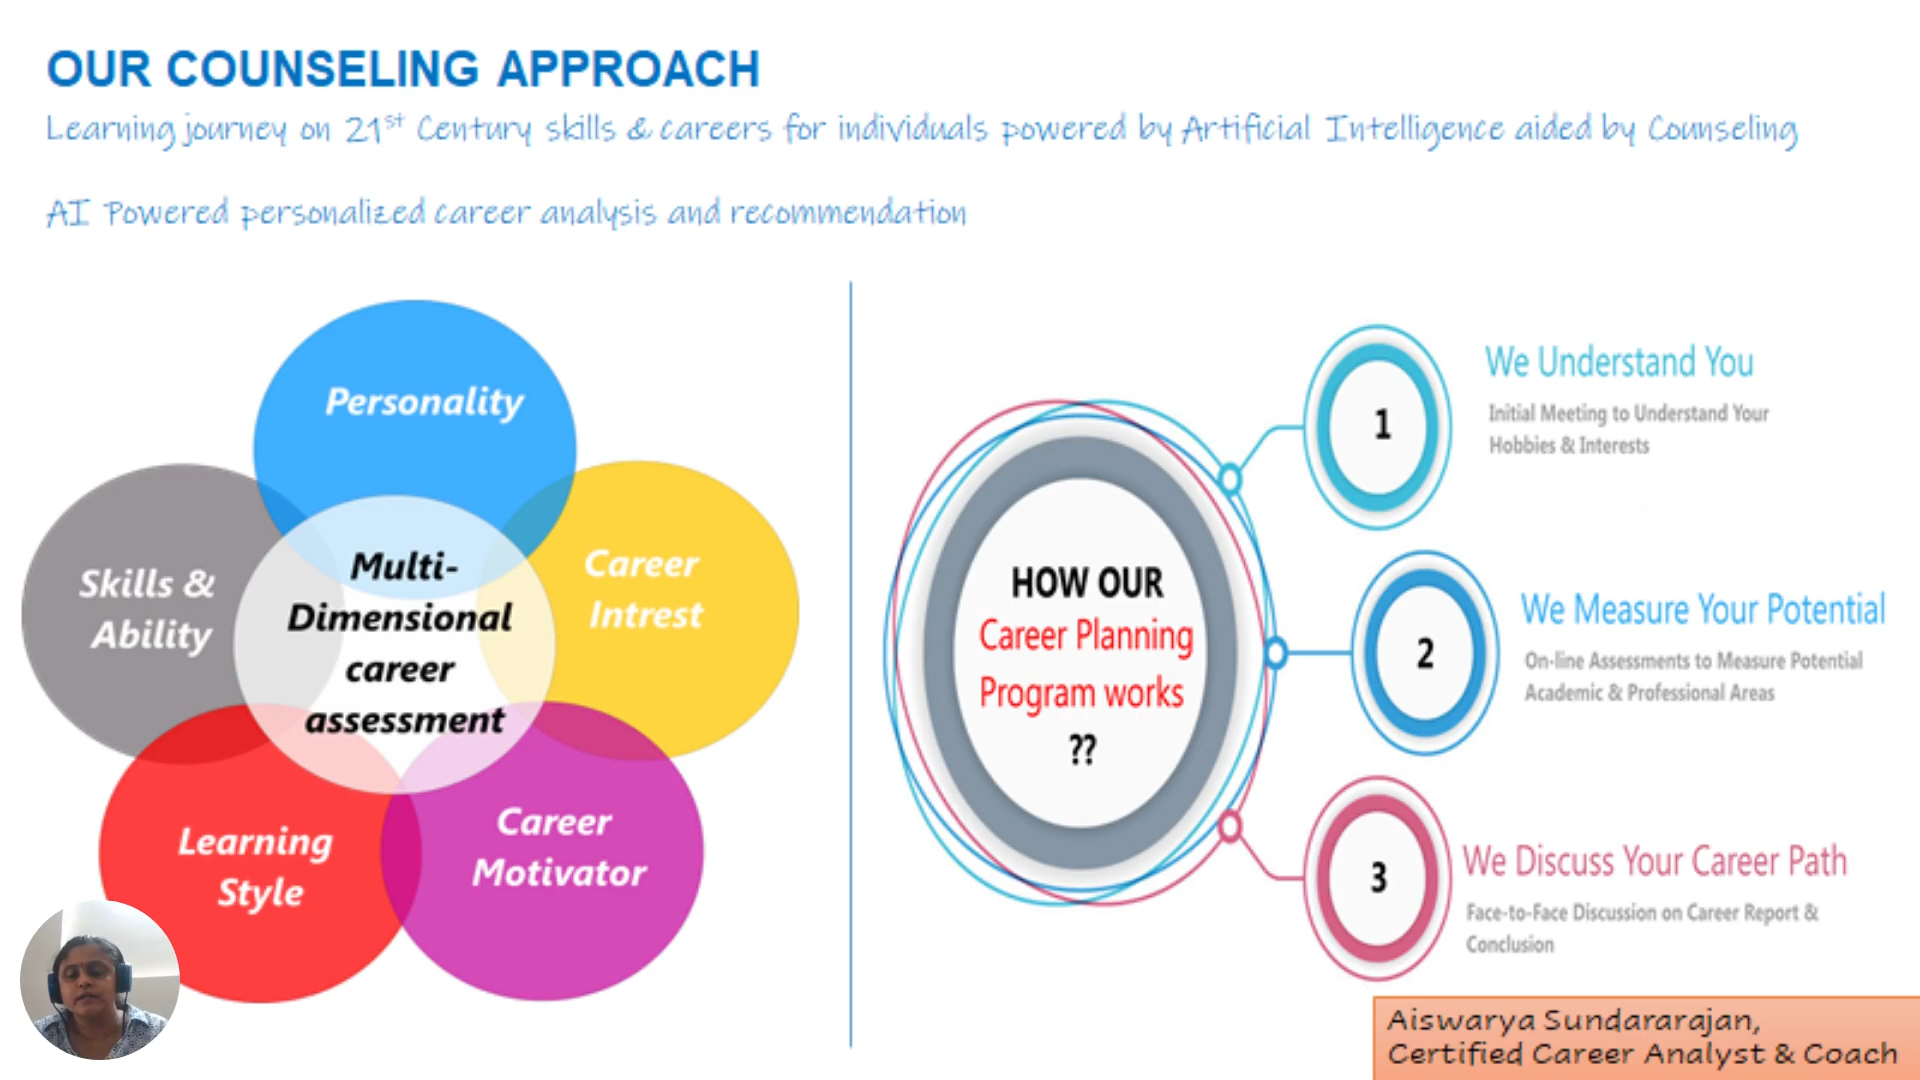 OUR COUNSELING APPROACH
Learning journey on 21st Century skills & careers for individuals powered by Artificial Intelligence aided by Counseling
AI Powered personalized career analysis and recommendation
Personality
Skills &
Ability
Multi-
Dimensional
career
assessment
Career
Intrest
Learning
Style
Career
Motivator
HOW OUR
Career Planning
Program works
??
1
We Understand You
Initial Meeting to Understand Your
Hobbies & Interests
2
We Measure Your Potential
On-line Assessments to Measure Potential
Academic & Professional Areas
3
We Discuss Your Career Path
Face-to-Face Discussion on Career Report &
Conclusion
Aiswarya Sundararajan,
Certified Career Analyst & Coach